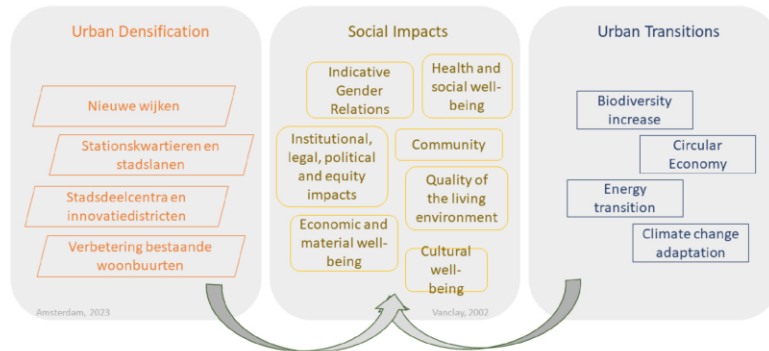 Urban Densification
Nieuwe wijken
Stationskwartieren en
stadslanen
Stadsdeelcentra en
innovatiedistricten
Verbetering bestaande
woonbuurten
Amsterdam, 2023
Social Impacts
Indicative
Gender
Relations
Health and
social well-
being
Institutional,
legal, political
and equity
impacts
Community
Quality of
the living
environment
Economic and
material well-
being
Cultural well-
being
Vanclay, 2002
Urban Transitions
Biodiversity
increase
Circular
Economy
Energy
transition
Climate change
adaptation